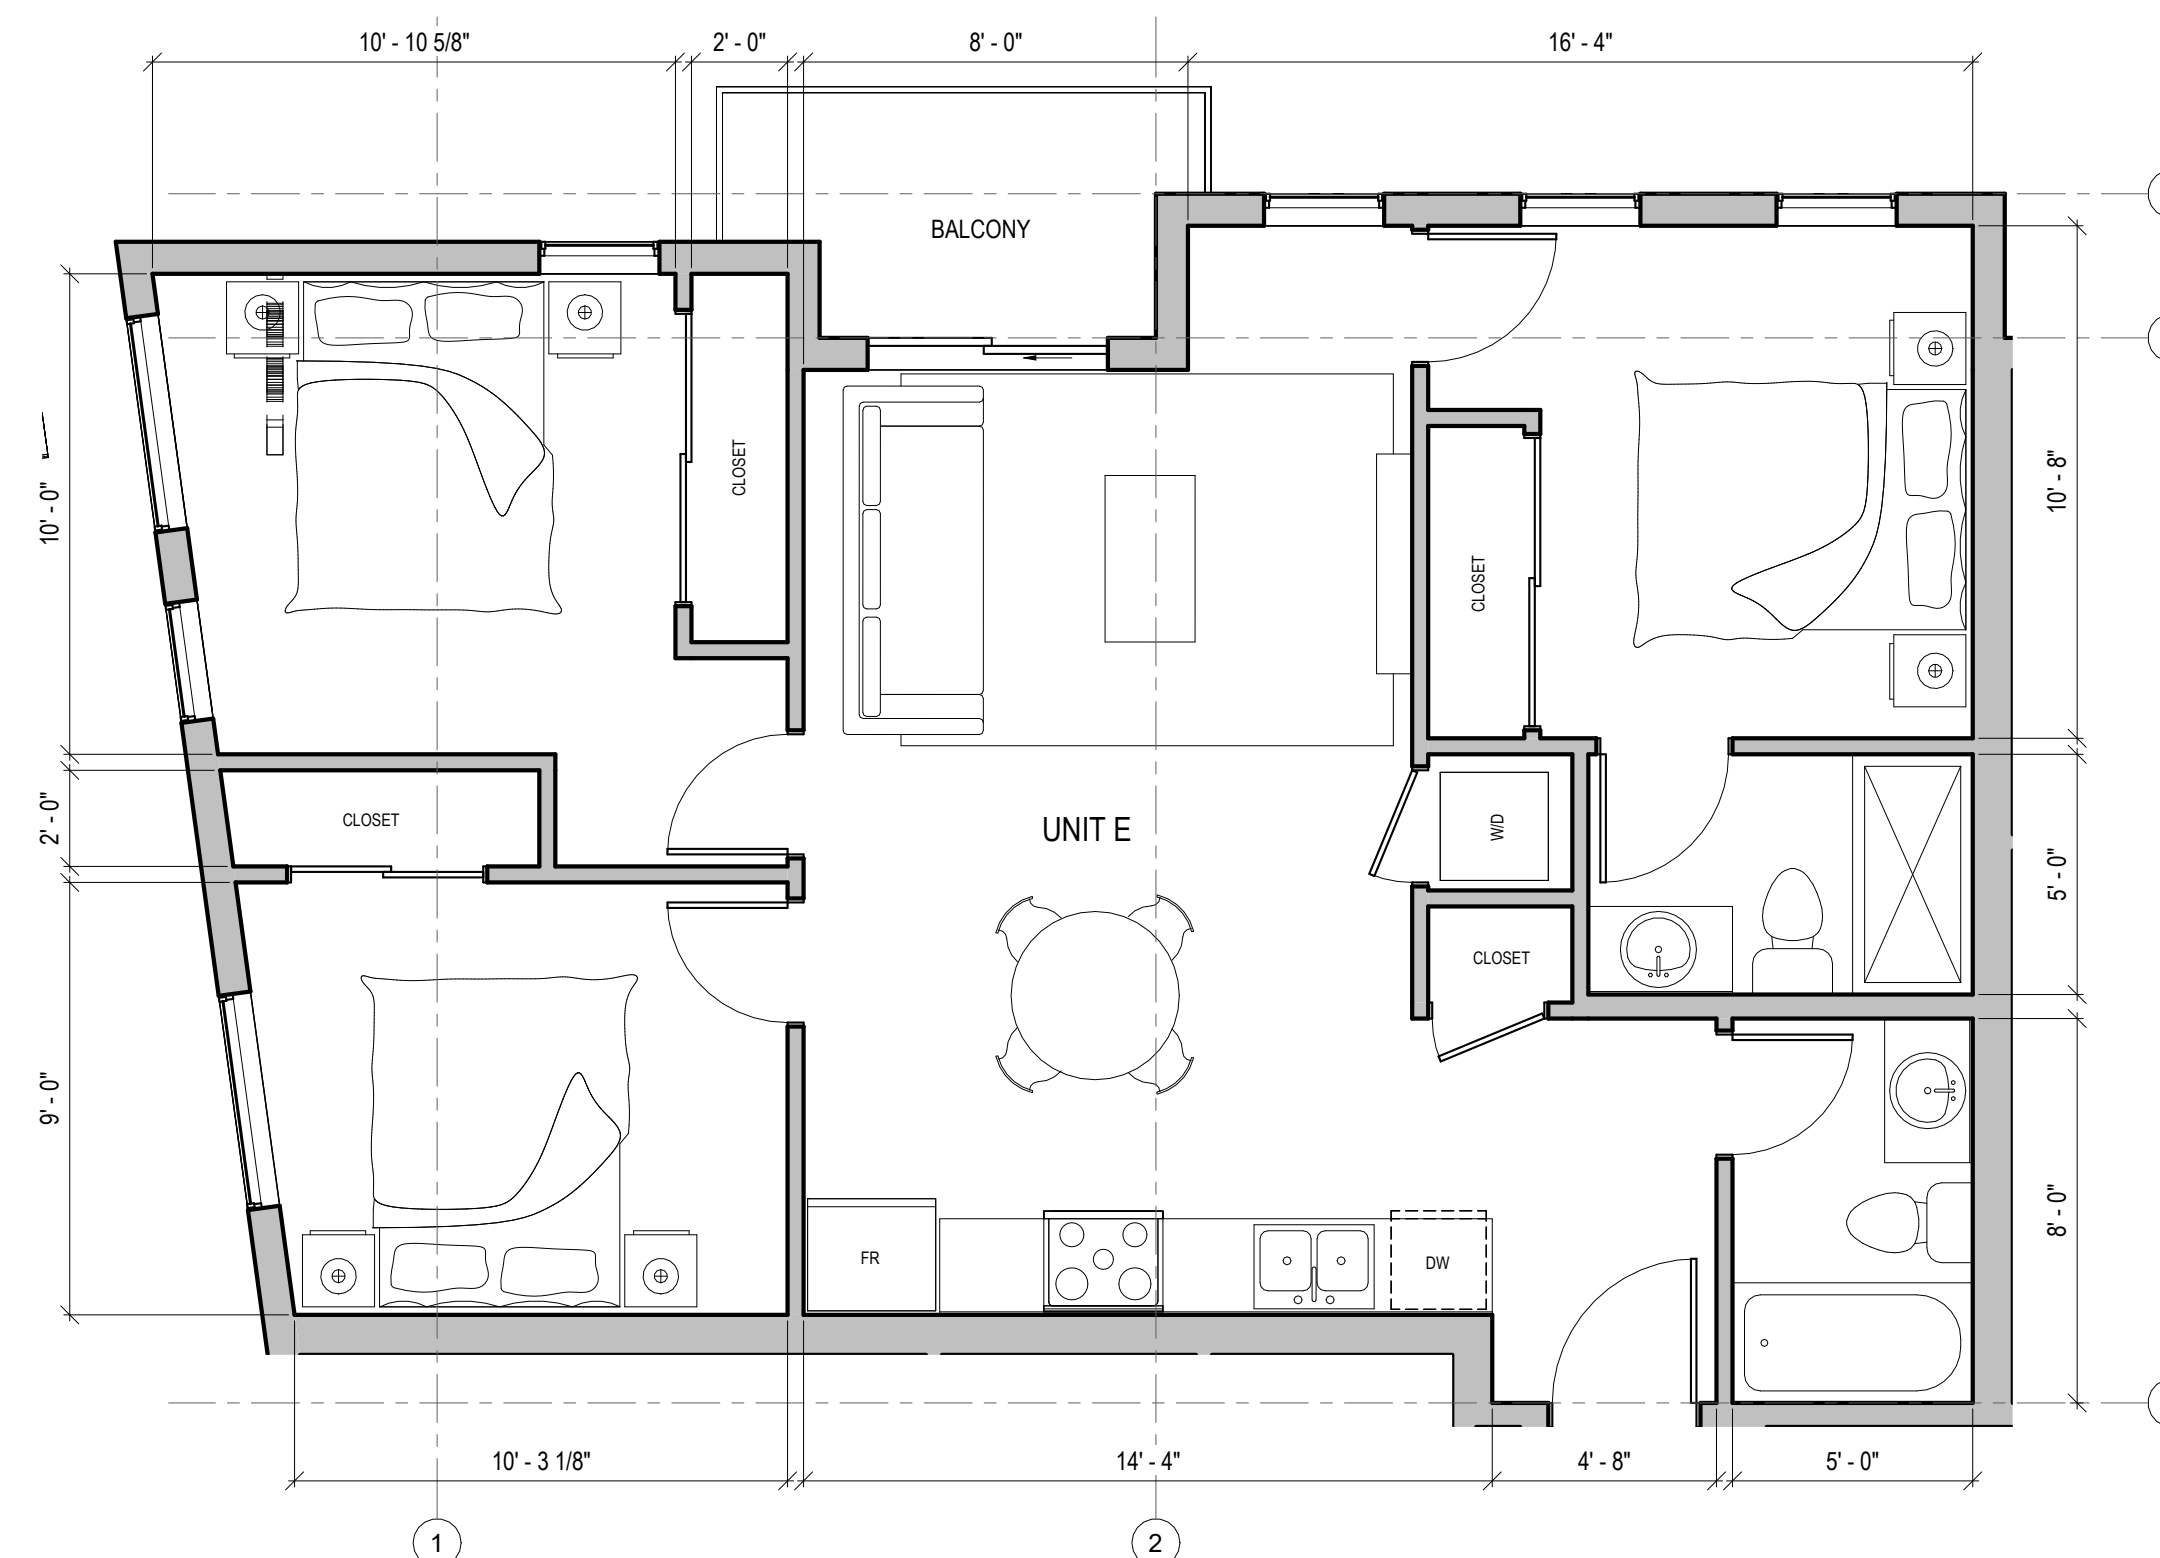 10' - 10 5/8"
2' - 0"
8' - 0"
16' - 4"
BALCONY
10' - 0"
CLOSET
CLOSET
10' - 8"
2' - 0"
CLOSET
UNIT E
W/D
5' - 0"
CLOSET
9' - 0"
8' - 0"
FR
DW
10' - 3 1/8"
14' - 4"
4' - 8"
5' - 0"
1
2